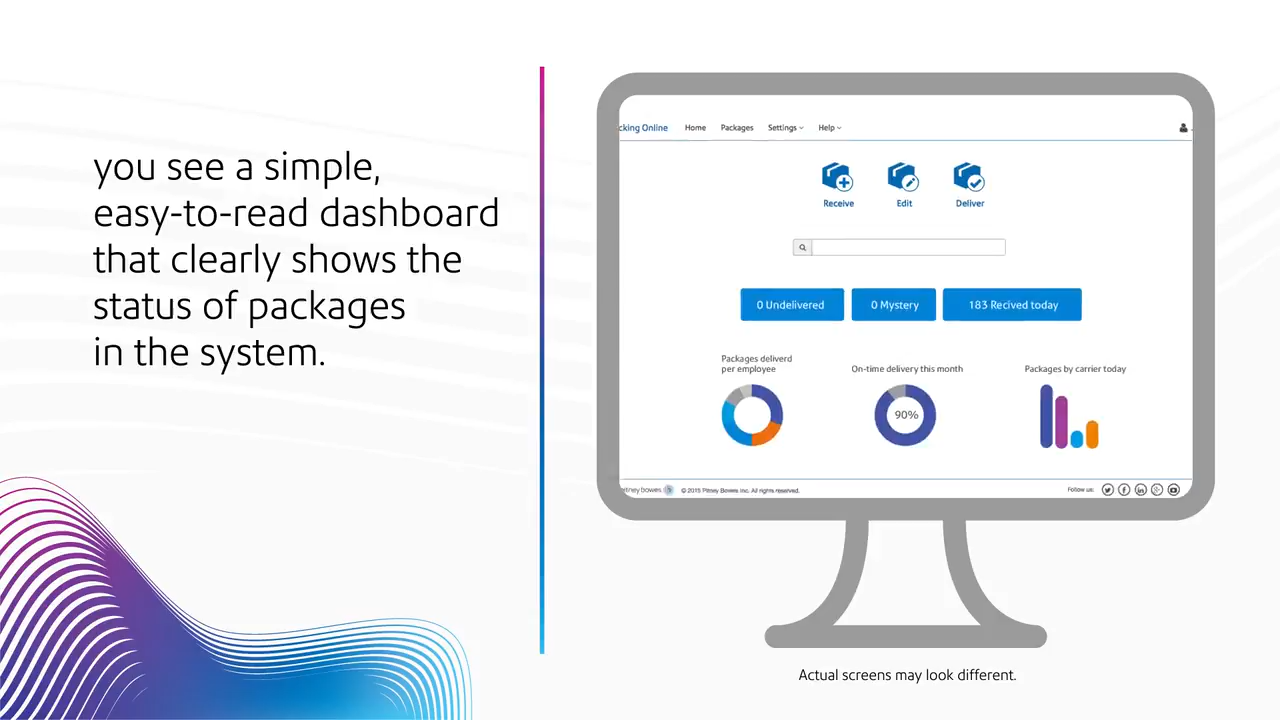 you see a simple,
easy-to-read dashboard
that clearly shows the
status of packages
in the system.
cking Online Home Packages Settings Help
Receive Edit Deliver
0 Undelivered 0 Mystery 183 Recived today
Packages deliverd
per employee
On-time delivery this month
90%
Packages by carrier today
itney bowes © 2015 Pitney Bowes Inc. All rights reserved. Follow us:
Actual screens may look different.